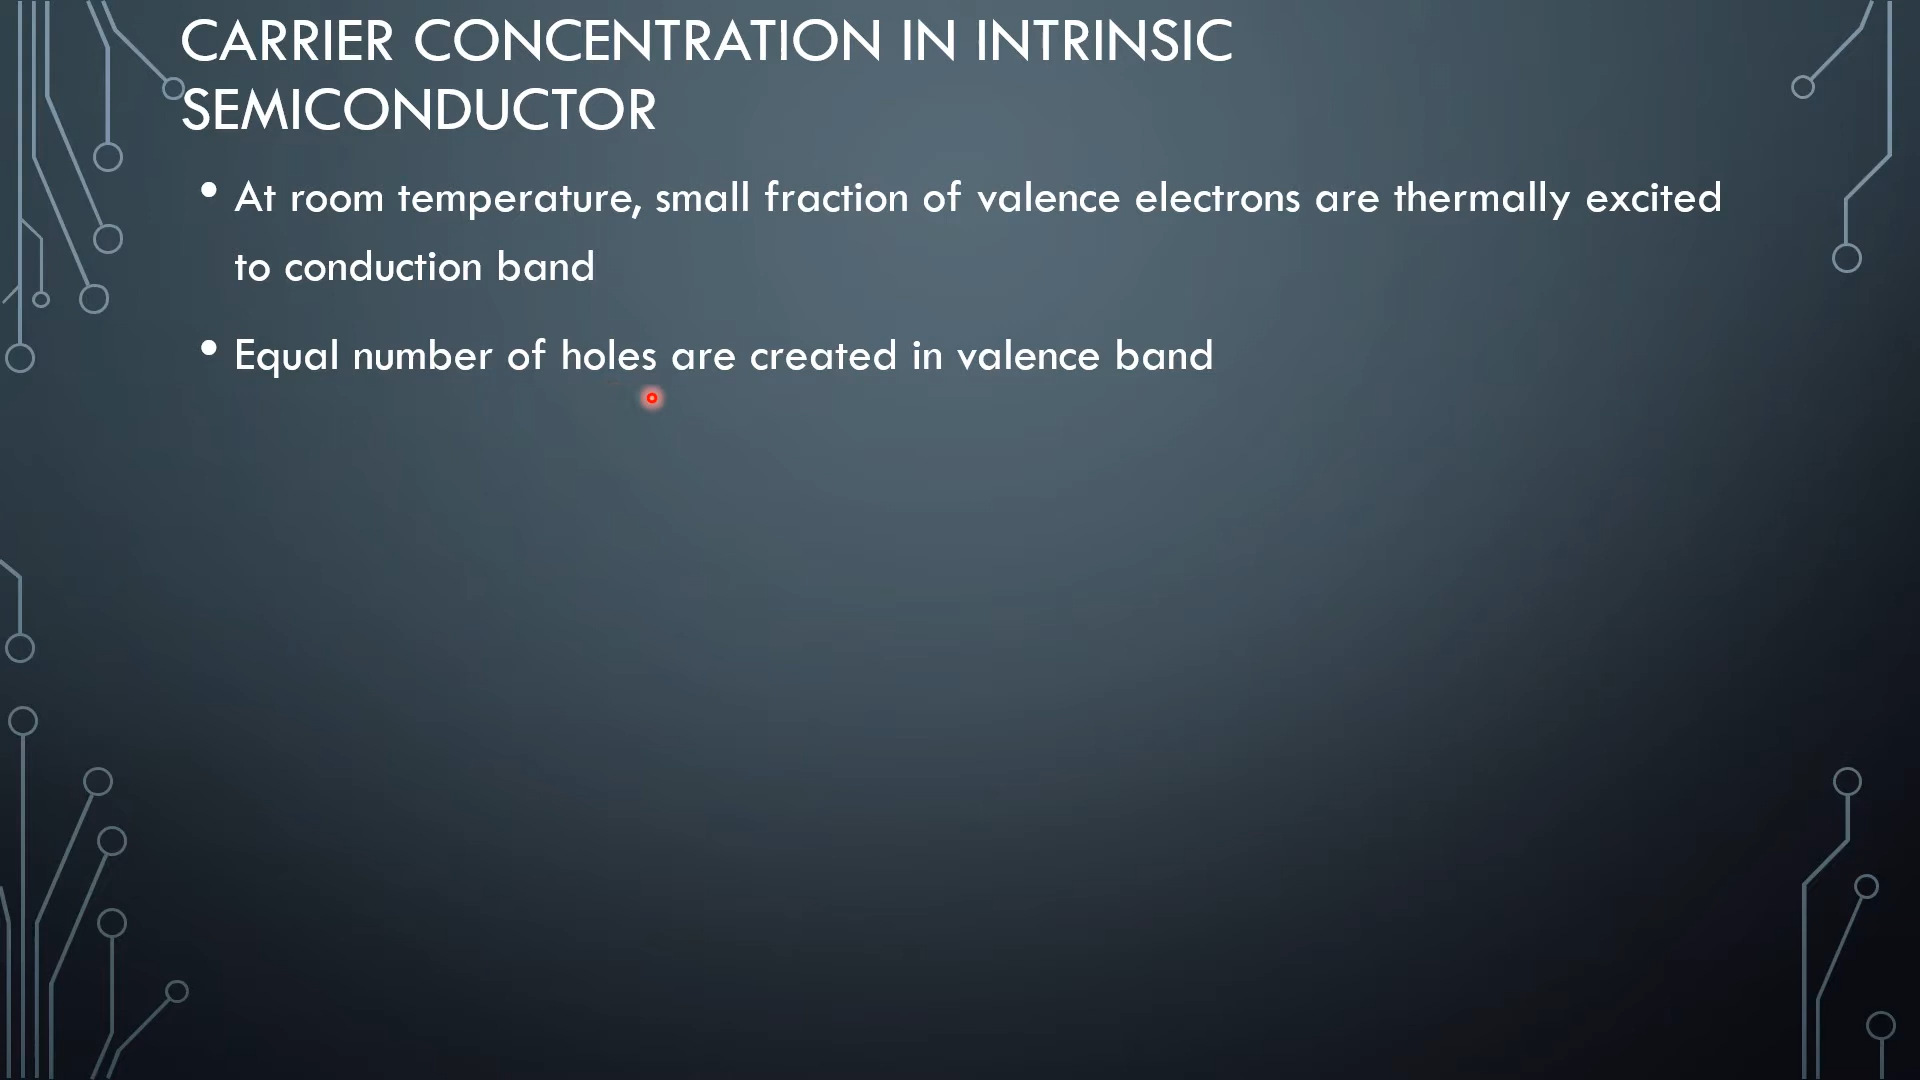 CARRIER CONCENTRATION IN INTRINSIC
SEMICONDUCTOR
• At room temperature, small fraction of valence electrons are thermally excited
to conduction band
• Equal number of holes are created in valence band